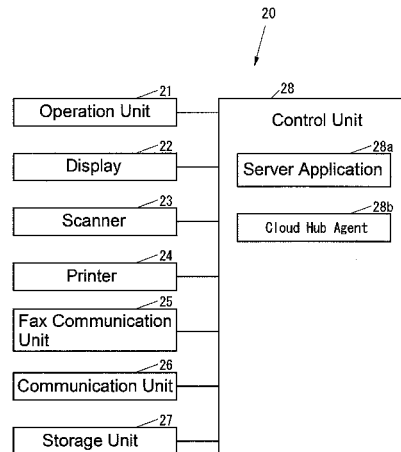 20
21
Operation Unit
22
Display
23
Scanner
24
Printer
25
Fax Communication
Unit
26
Communication Unit
27
Storage Unit
28
Control Unit
28a
Server Application
28b
Cloud Hub Agent